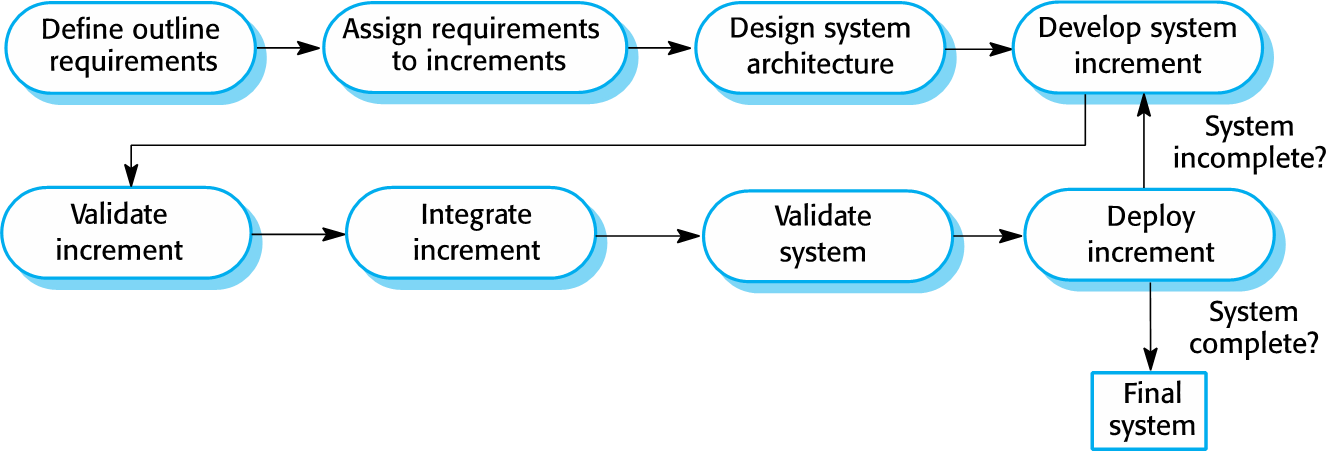 Define outline
requirements
Assign requirements
to increments
Design system
architecture
Develop system
increment
System
incomplete?
Validate
increment
Integrate
increment
Validate
system
Deploy
increment
System
complete?
Final
system